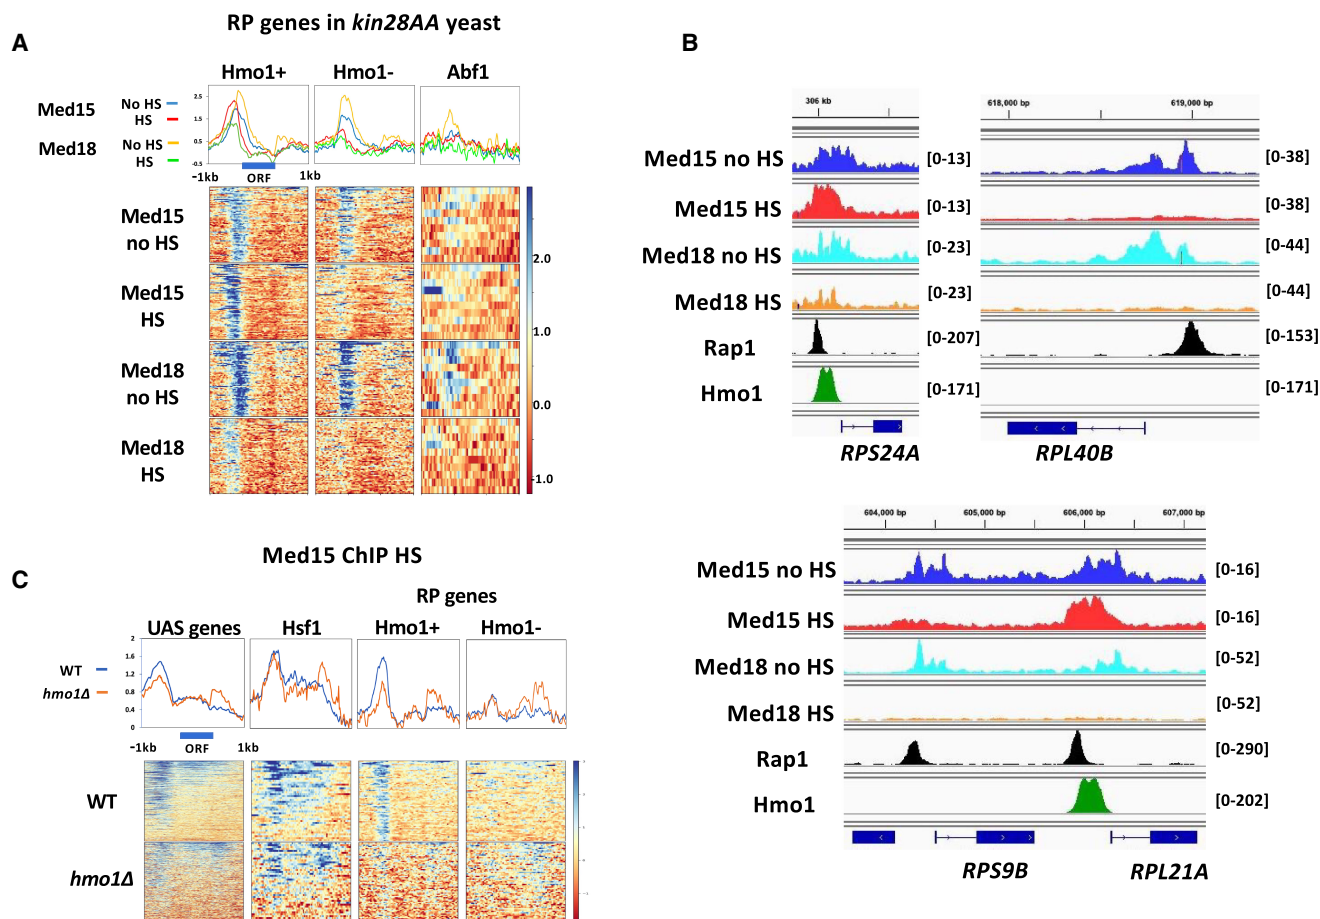 RP genes in kin28AA yeast
A
Hmo1+ Hmo1- Abf1
Med15 No HS
HS
Med18 No HS
HS
2.5
1.5
0.5
-0.5
−1kb ORF 1kb
Med15
no HS
Med15
HS
Med18
no HS
Med18
HS
2.0
1.0
0.0
-1.0
B
306 kb
618,000 bp 619,000 bp
Med15 no HS [0-13] [0-38]
Med15 HS [0-13] [0-38]
Med18 no HS [0-23] [0-44]
Med18 HS [0-23] [0-44]
Rap1 [0-207] [0-153]
Hmo1 [0-171] [0-171]
RPS24A RPL40B
604,000 bp 605,000 bp 606,000 bp 607,000 bp
Med15 no HS [0-16]
Med15 HS [0-16]
Med18 no HS [0-52]
Med18 HS [0-52]
Rap1 [0-290]
Hmo1 [0-202]
RPS9B RPL21A
C
Med15 ChIP HS
RP genes
UAS genes Hsf1 Hmo1+ Hmo1-
WT
hmo1Δ
2
1.6
1.2
0.8
0.4
0
−1kb ORF 1kb
WT
hmo1Δ